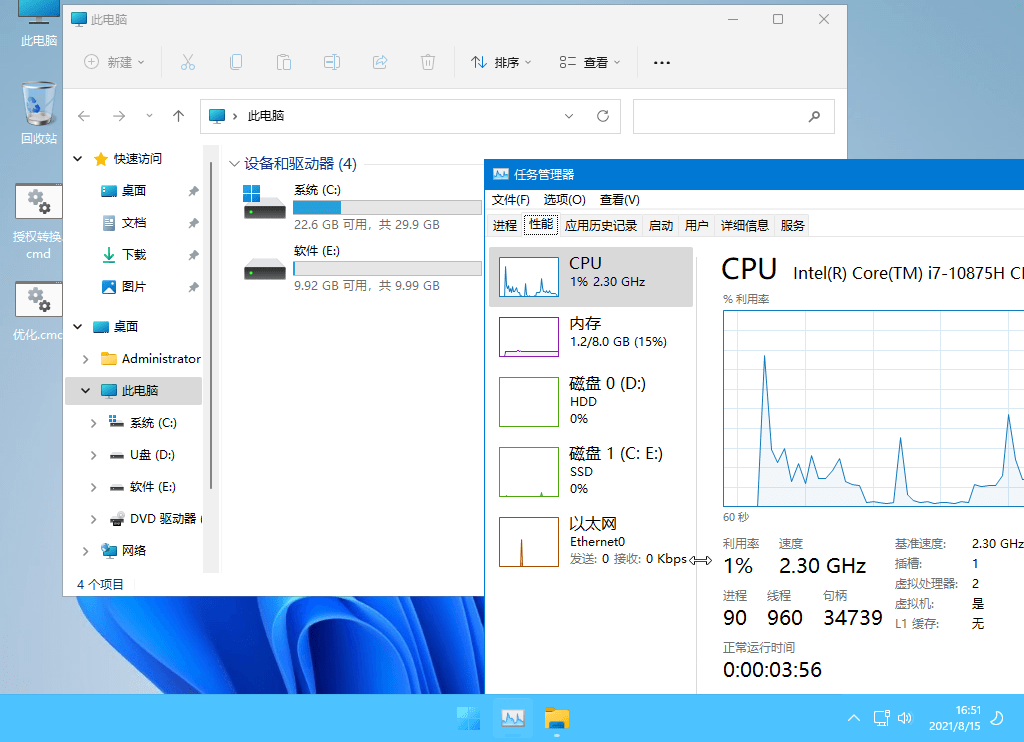 此电脑
回收站
授权转换.
cmd
优化.cmd
此电脑
新建
排序
查看
此电脑
快速访问
桌面
文档
下载
图片
桌面
Administrator
此电脑
系统 (C:)
U盘 (D:)
软件 (E:)
DVD 驱动器 (
网络
设备和驱动器 (4)
系统 (C:)
22.6 GB 可用，共 29.9 GB
软件 (E:)
9.92 GB 可用，共 9.99 GB
4 个项目
任务管理器
文件(F) 选项(O) 查看(V)
进程 性能 应用历史记录 启动 用户 详细信息 服务
CPU
1% 2.30 GHz
内存
1.2/8.0 GB (15%)
磁盘 0 (D:)
HDD
0%
磁盘 1 (C: E:)
SSD
0%
以太网
Ethernet0
发送: 0 接收: 0 Kbps
CPU Intel(R) Core(TM) i7-10875H C
% 利用率
60 秒
利用率 速度
1% 2.30 GHz
进程 线程 句柄
90 960 34739
正常运行时间
0:00:03:56
基准速度: 2.30 GHz
插槽: 1
虚拟处理器: 2
虚拟机: 是
L1 缓存: 无
16:51
2021/8/15